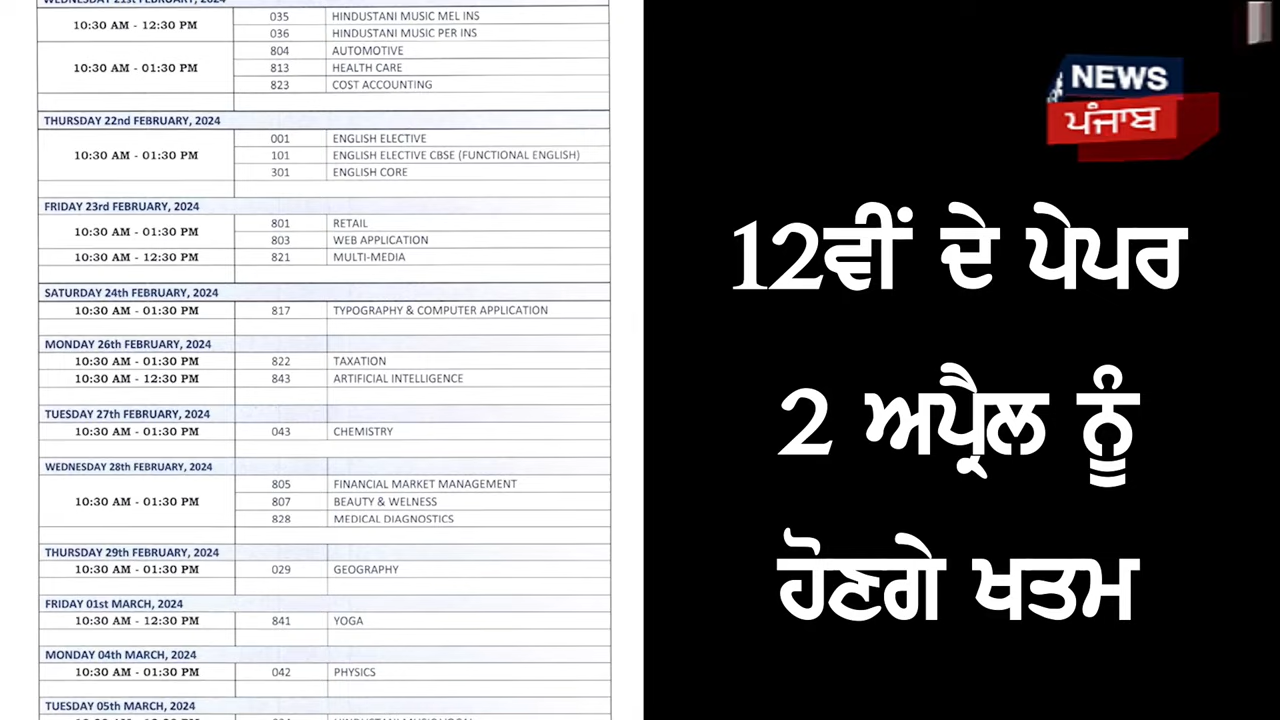 WEDNESDAY 21st FEBRUARY, 2024
10:30 AM - 12:30 PM
035 HINDUSTANI MUSIC MEL INS
036 HINDUSTANI MUSIC PER INS
10:30 AM - 01:30 PM
804 AUTOMOTIVE
813 HEALTH CARE
823 COST ACCOUNTING
THURSDAY 22nd FEBRUARY, 2024
10:30 AM - 01:30 PM
001 ENGLISH ELECTIVE
101 ENGLISH ELECTIVE CBSE (FUNCTIONAL ENGLISH)
301 ENGLISH CORE
FRIDAY 23rd FEBRUARY, 2024
10:30 AM - 01:30 PM
801 RETAIL
803 WEB APPLICATION
10:30 AM - 12:30 PM 821 MULTI-MEDIA
SATURDAY 24th FEBRUARY, 2024
10:30 AM - 01:30 PM 817 TYPOGRAPHY & COMPUTER APPLICATION
MONDAY 26th FEBRUARY, 2024
10:30 AM - 01:30 PM 822 TAXATION
10:30 AM - 12:30 PM 843 ARTIFICIAL INTELLIGENCE
TUESDAY 27th FEBRUARY, 2024
10:30 AM - 01:30 PM 043 CHEMISTRY
WEDNESDAY 28th FEBRUARY, 2024
10:30 AM - 01:30 PM
805 FINANCIAL MARKET MANAGEMENT
807 BEAUTY & WELNESS
828 MEDICAL DIAGNOSTICS
THURSDAY 29th FEBRUARY, 2024
10:30 AM - 01:30 PM 029 GEOGRAPHY
FRIDAY 01st MARCH, 2024
10:30 AM - 12:30 PM 841 YOGA
MONDAY 04th MARCH, 2024
10:30 AM - 01:30 PM 042 PHYSICS
TUESDAY 05th MARCH, 2024
NEWS
ਪੰਜਾਬ
12ਵੀਂ ਦੇ ਪੇਪਰ
2 ਅਪ੍ਰੈਲ ਨੂੰ
ਹੋਣਗੇ ਖਤਮ